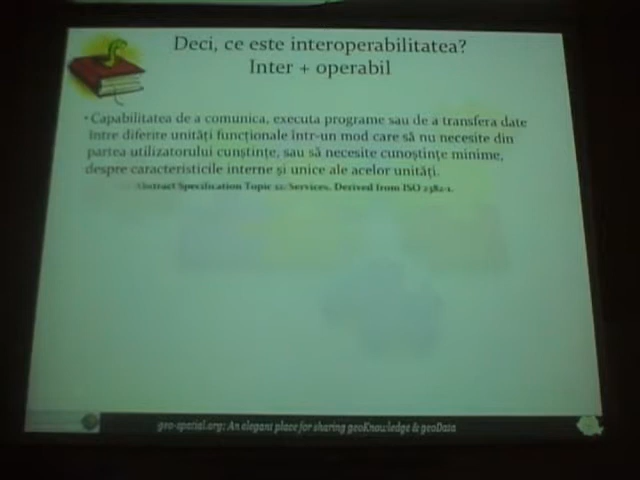 Deci, ce este interoperabilitatea?
Inter + operabil
• Capabilitatea de a comunica, executa programe sau de a transfera date
între diferite unități funcționale într-un mod care să nu necesite din
partea utilizatorului cunștințe, sau să necesite cunoștințe minime,
despre caracteristicile interne și unice ale acelor unități.
Abstract Specification Topic 12: Services. Derived from ISO 2382-1.
geo-spatial.org: An elegant place for sharing geoKnowledge & geoData